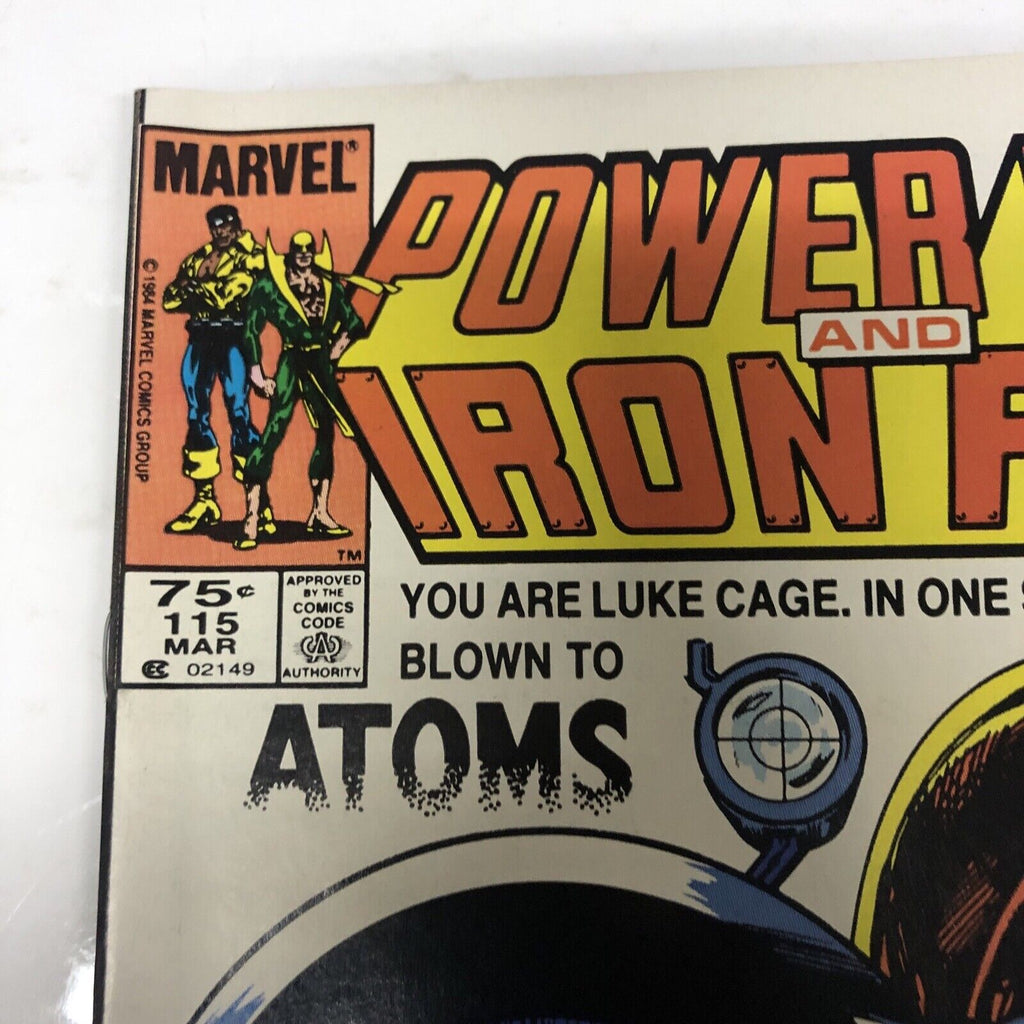 MARVEL®
© 1984 MARVEL COMICS GROUP
TM
POWER
AND
IRON
75¢
115
MAR
CC 02149
APPROVED
BY THE
COMICS
CODE
AUTHORITY
YOU ARE LUKE CAGE. IN ONE
BLOWN TO
ATOMS